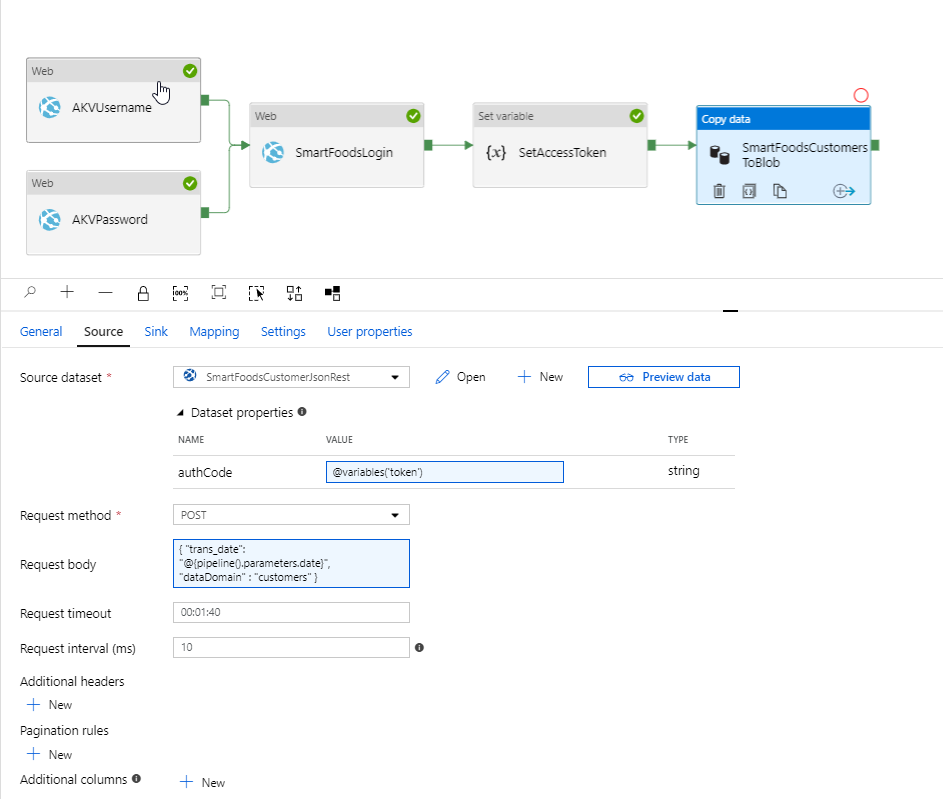 Web
AKVUsername
Web
AKVPassword
Web
SmartFoodsLogin
Set variable
{x} SetAccessToken
Copy data
SmartFoodsCustomers
ToBlob
100%
General Source Sink Mapping Settings User properties
Source dataset * SmartFoodsCustomerJsonRest Open New Preview data
Dataset properties
NAME VALUE TYPE
authCode @variables('token') string
Request method * POST
Request body
{ "trans_date":
"@{pipeline().parameters.date}",
"dataDomain" : "customers" }
Request timeout 00:01:40
Request interval (ms) 10
Additional headers
New
Pagination rules
New
Additional columns New